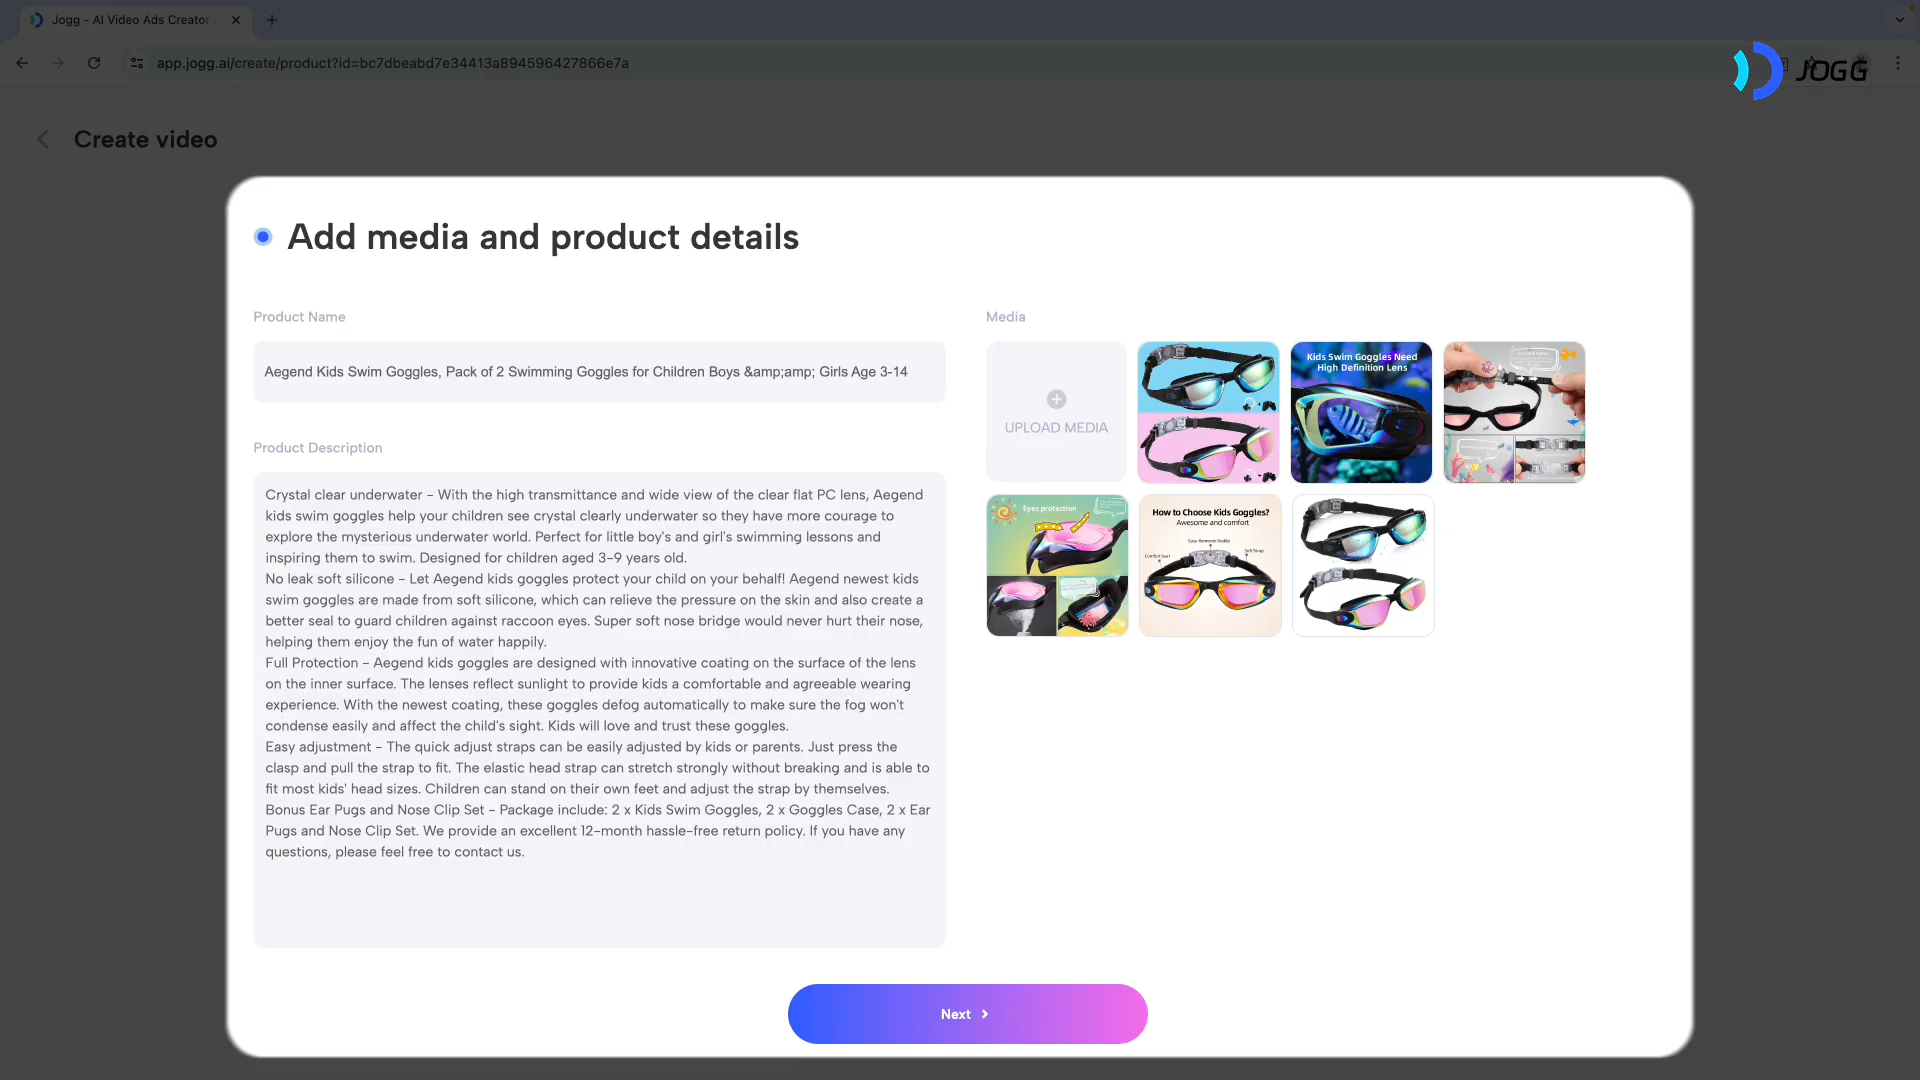 Jogg - AI Video Ads Creator
app.jogg.ai/create/product?id=bc7dbeabd7e34413a894596427866e7a
JOGG
Create video
Add media and product details
Product Name
Aegend Kids Swim Goggles, Pack of 2 Swimming Goggles for Children Boys &amp;amp; Girls Age 3-14
Product Description
Crystal clear underwater – With the high transmittance and wide view of the clear flat PC lens, Aegend
kids swim goggles help your children see crystal clearly underwater so they have more courage to
explore the mysterious underwater world. Perfect for little boy's and girl's swimming lessons and
inspiring them to swim. Designed for children aged 3-9 years old.
No leak soft silicone – Let Aegend kids goggles protect your child on your behalf! Aegend newest kids
swim goggles are made from soft silicone, which can relieve the pressure on the skin and also create a
better seal to guard children against raccoon eyes. Super soft nose bridge would never hurt their nose,
helping them enjoy the fun of water happily.
Full Protection – Aegend kids goggles are designed with innovative coating on the surface of the lens
on the inner surface. The lenses reflect sunlight to provide kids a comfortable and agreeable wearing
experience. With the newest coating, these goggles defog automatically to make sure the fog won't
condense easily and affect the child's sight. Kids will love and trust these goggles.
Easy adjustment – The quick adjust straps can be easily adjusted by kids or parents. Just press the
clasp and pull the strap to fit. The elastic head strap can stretch strongly without breaking and is able to
fit most kids' head sizes. Children can stand on their own feet and adjust the strap by themselves.
Bonus Ear Pugs and Nose Clip Set – Package include: 2 x Kids Swim Goggles, 2 x Goggles Case, 2 x Ear
Pugs and Nose Clip Set. We provide an excellent 12-month hassle-free return policy. If you have any
questions, please feel free to contact us.
Media
UPLOAD MEDIA
Kids Swim Goggles Need
High Definition Lens
Eyes protection
How to Choose Kids Goggles?
Awesome and comfort
Easy-Removed Buckle
Comfort Seal
Soft Strap
Next